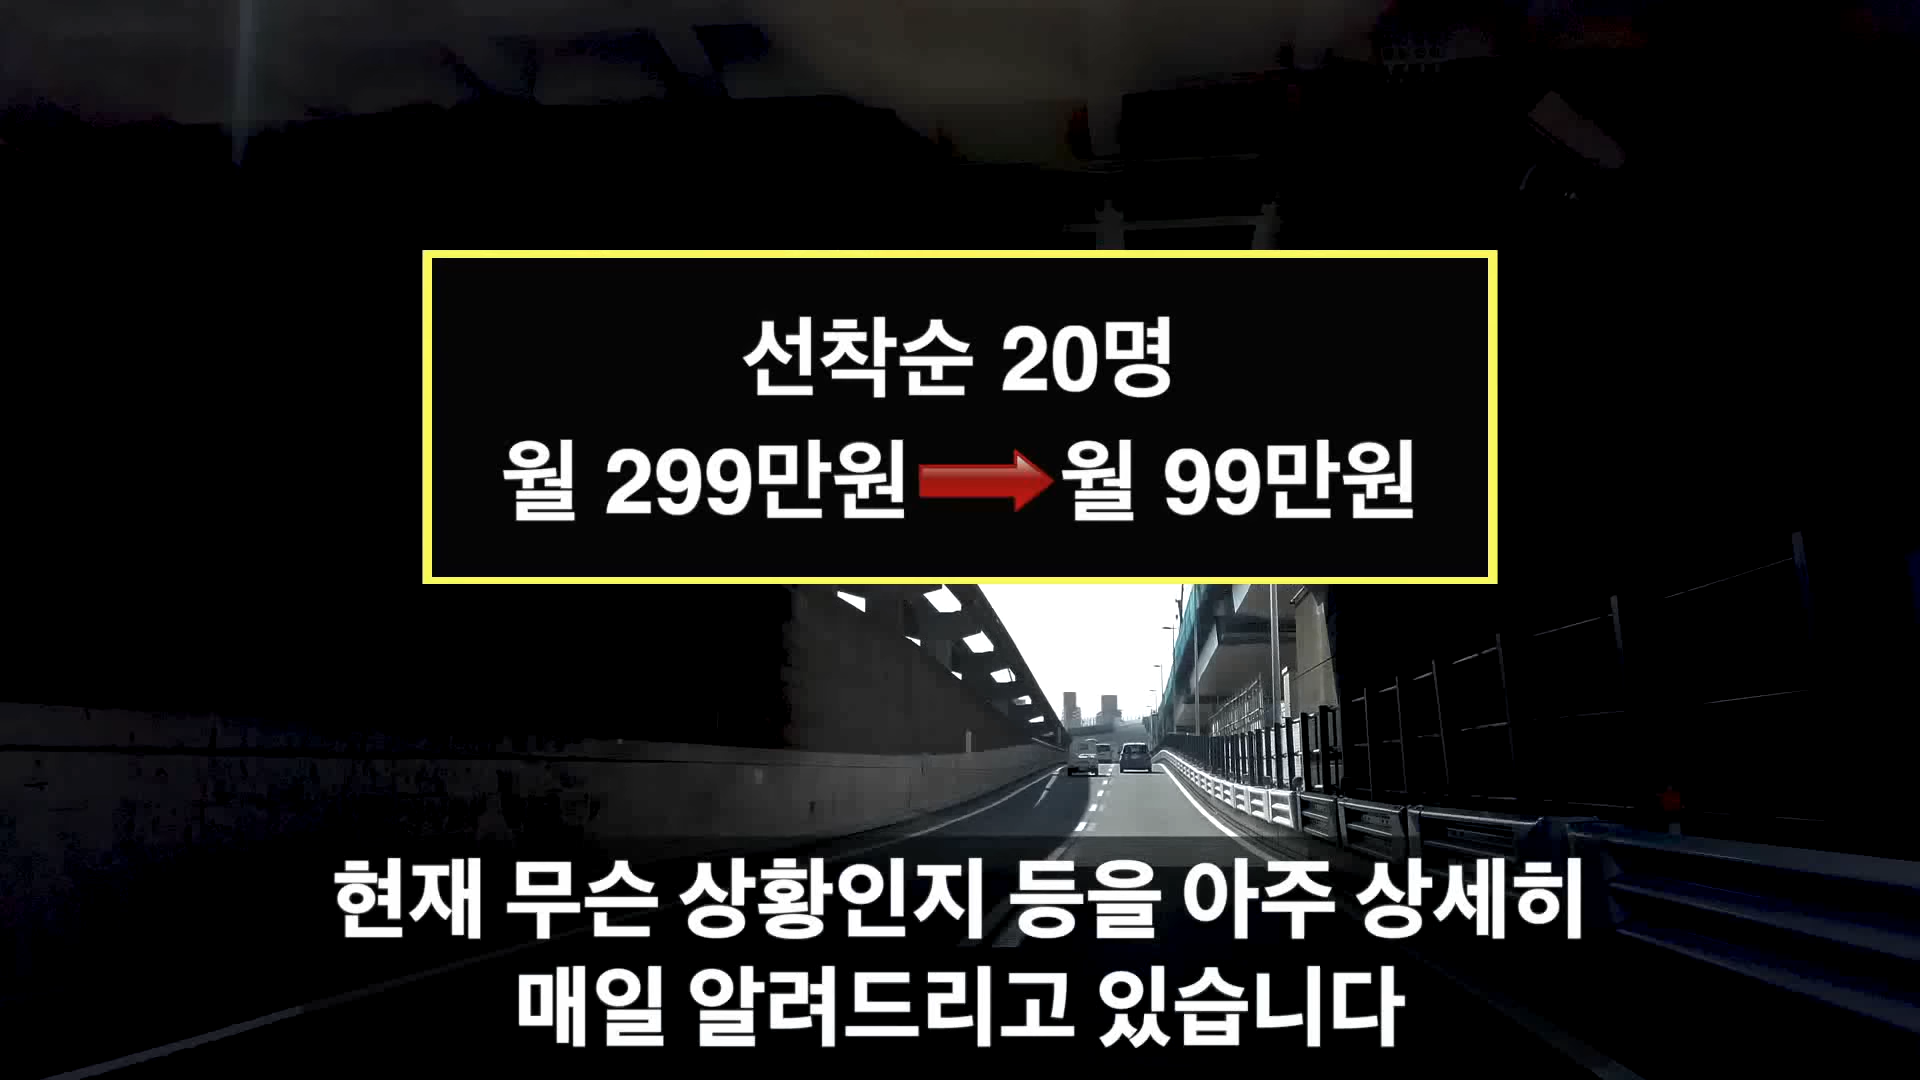 선착순 20명
월 299만원➡월 99만원
현재 무슨 상황인지 등을 아주 상세히
매일 알려드리고 있습니다